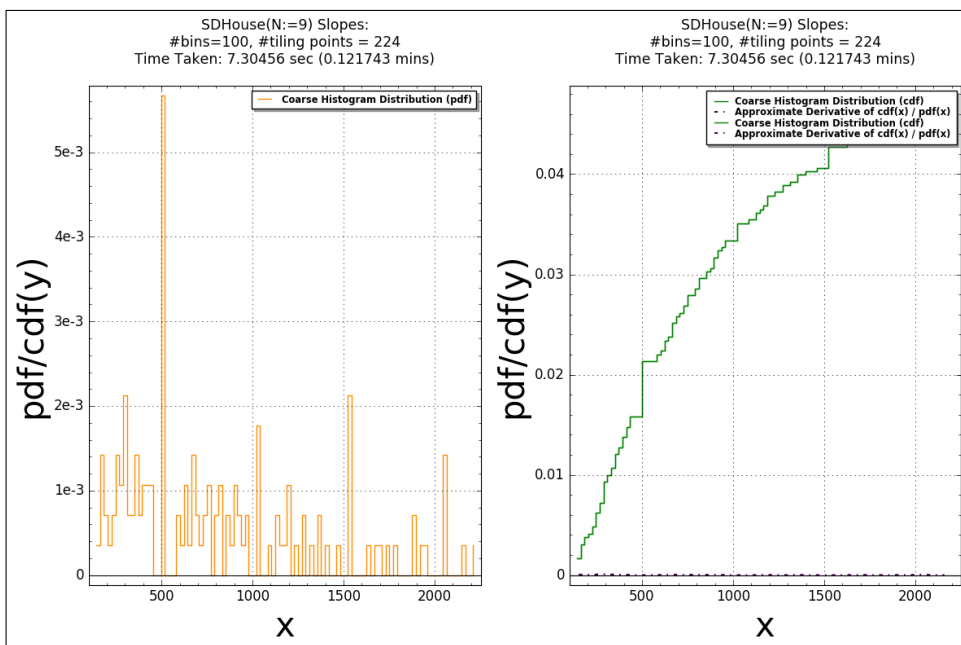 SDHouse(N:=9) Slopes:
#bins=100, #tiling points = 224
Time Taken: 7.30456 sec (0.121743 mins)
Coarse Histogram Distribution (pdf)
5e-3
4e-3
3e-3
2e-3
1e-3
0
pdf/cdf(y)
500
1000
1500
2000
x
SDHouse(N:=9) Slopes:
#bins=100, #tiling points = 224
Time Taken: 7.30456 sec (0.121743 mins)
Coarse Histogram Distribution (cdf)
Approximate Derivative of cdf(x) / pdf(x)
Coarse Histogram Distribution (cdf)
Approximate Derivative of cdf(x) / pdf(x)
0.04
0.03
0.02
0.01
0
pdf/cdf(y)
500
1000
1500
2000
x